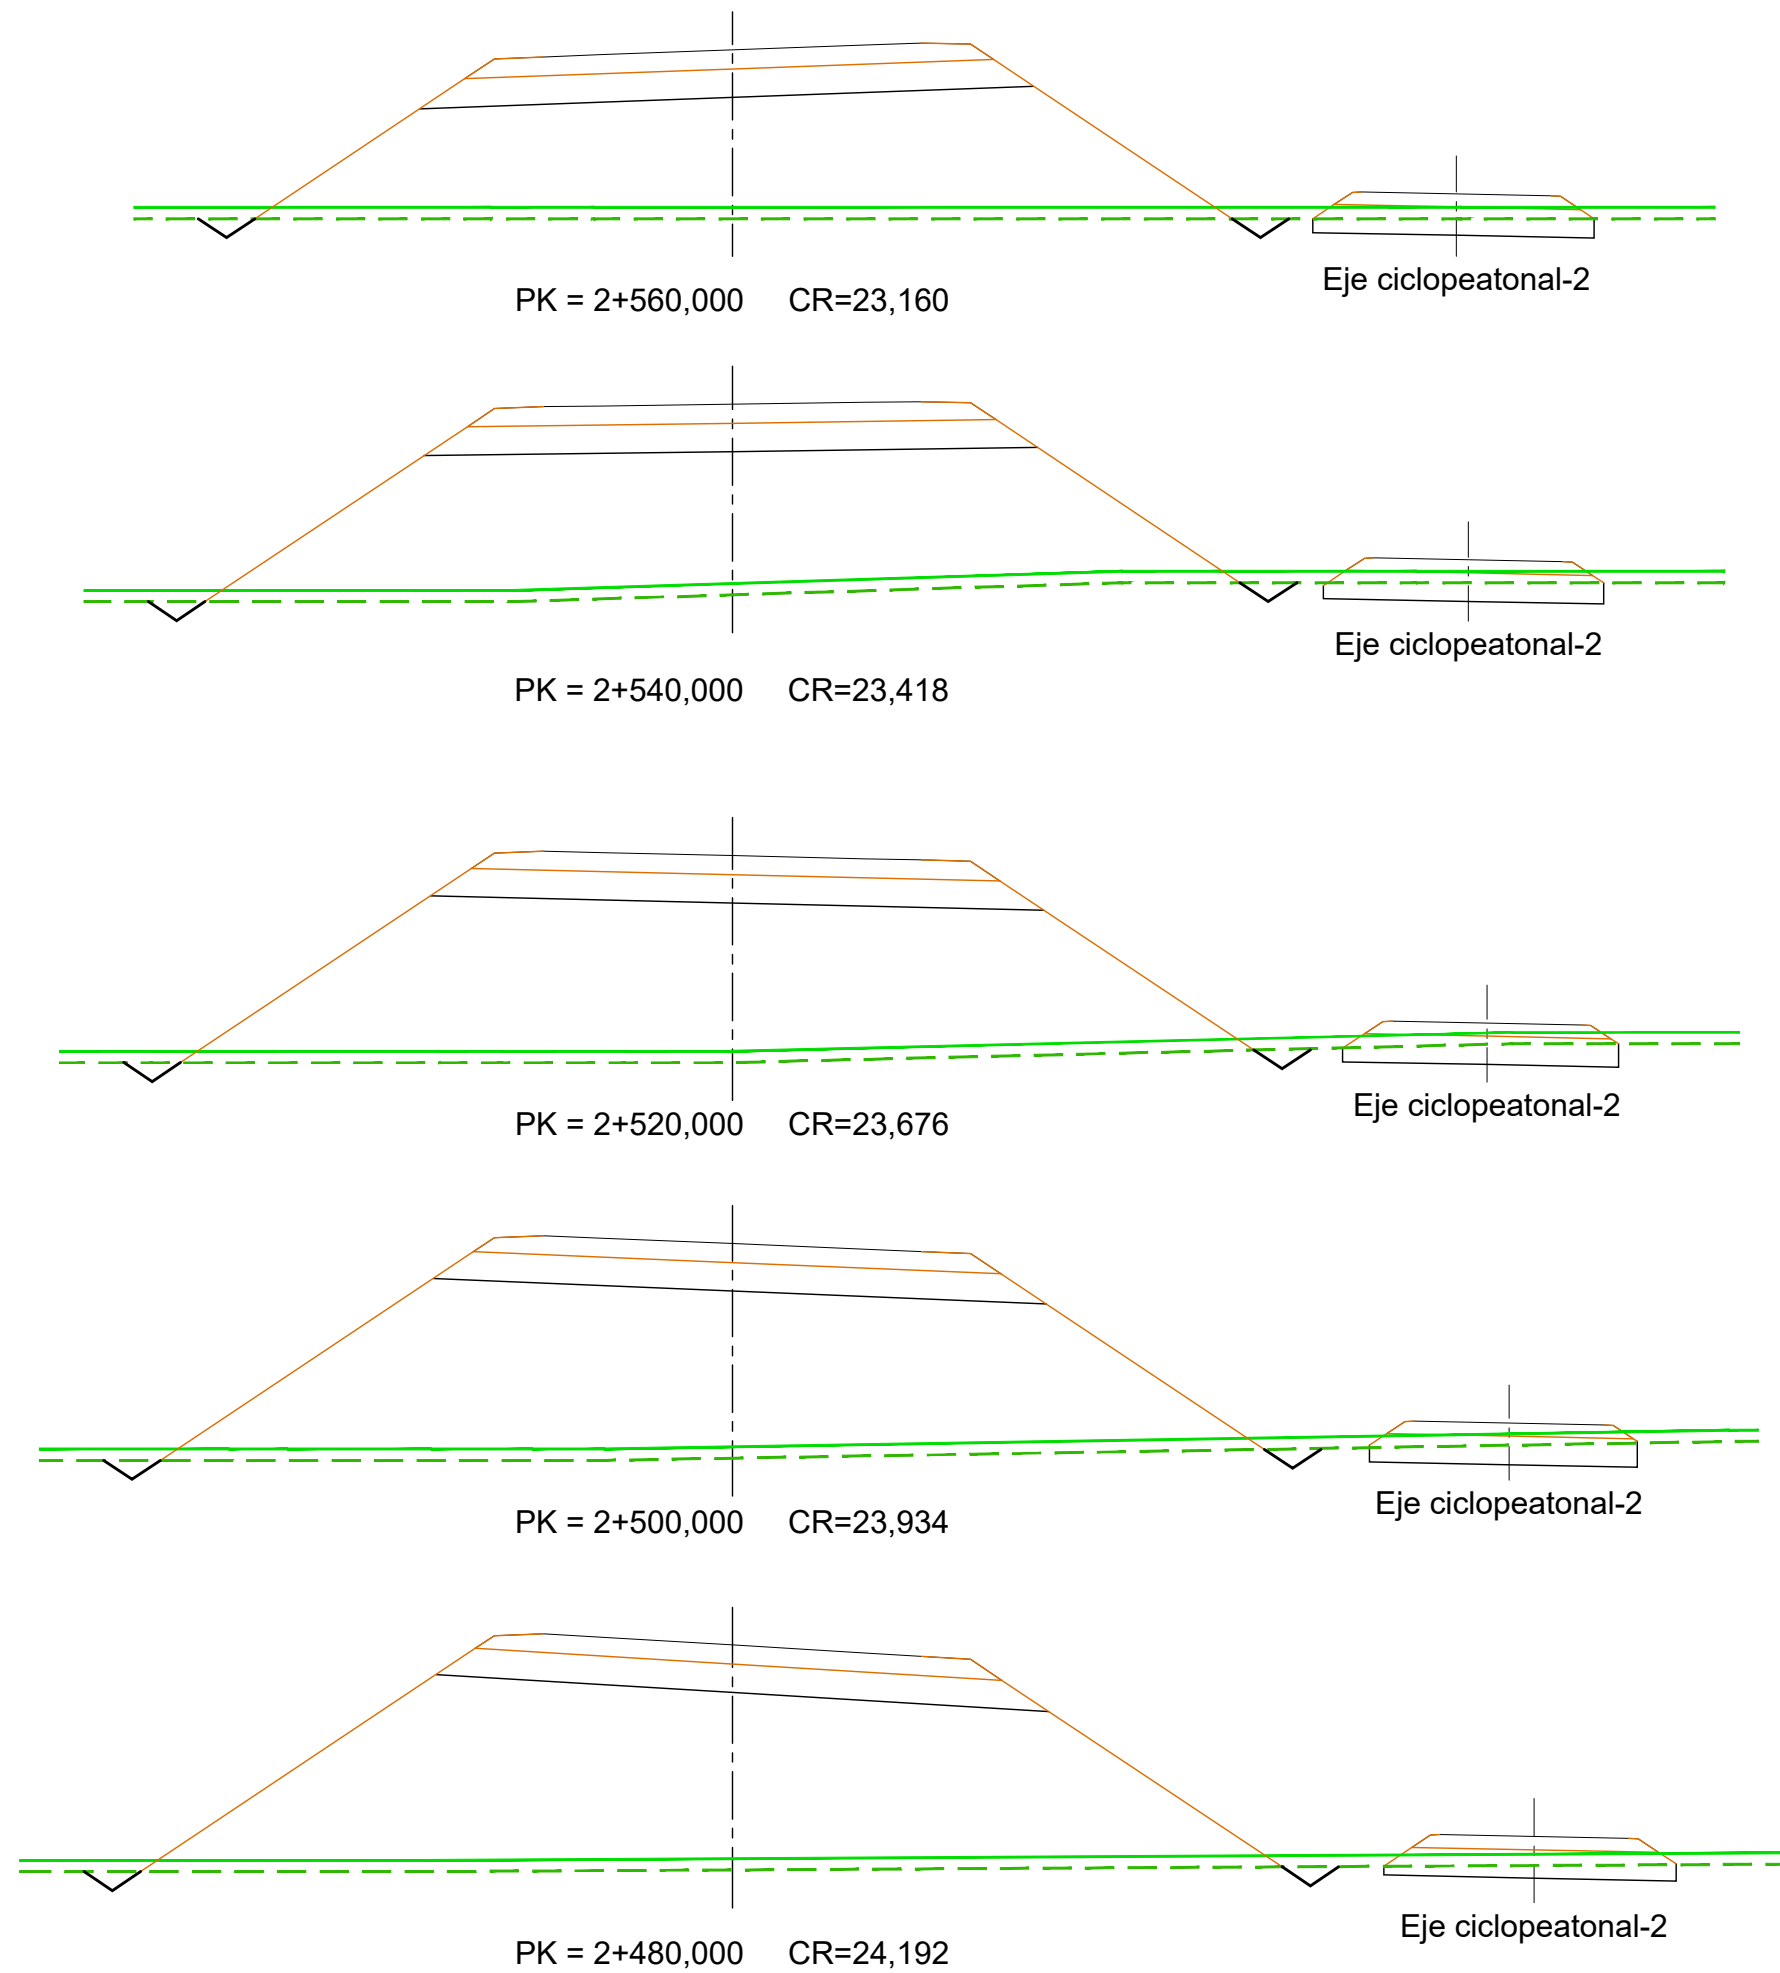 Eje ciclopeatonal-2
PK = 2+560,000 CR=23,160
Eje ciclopeatonal-2
PK = 2+540,000 CR=23,418
Eje ciclopeatonal-2
PK = 2+520,000 CR=23,676
Eje ciclopeatonal-2
PK = 2+500,000 CR=23,934
Eje ciclopeatonal-2
PK = 2+480,000 CR=24,192